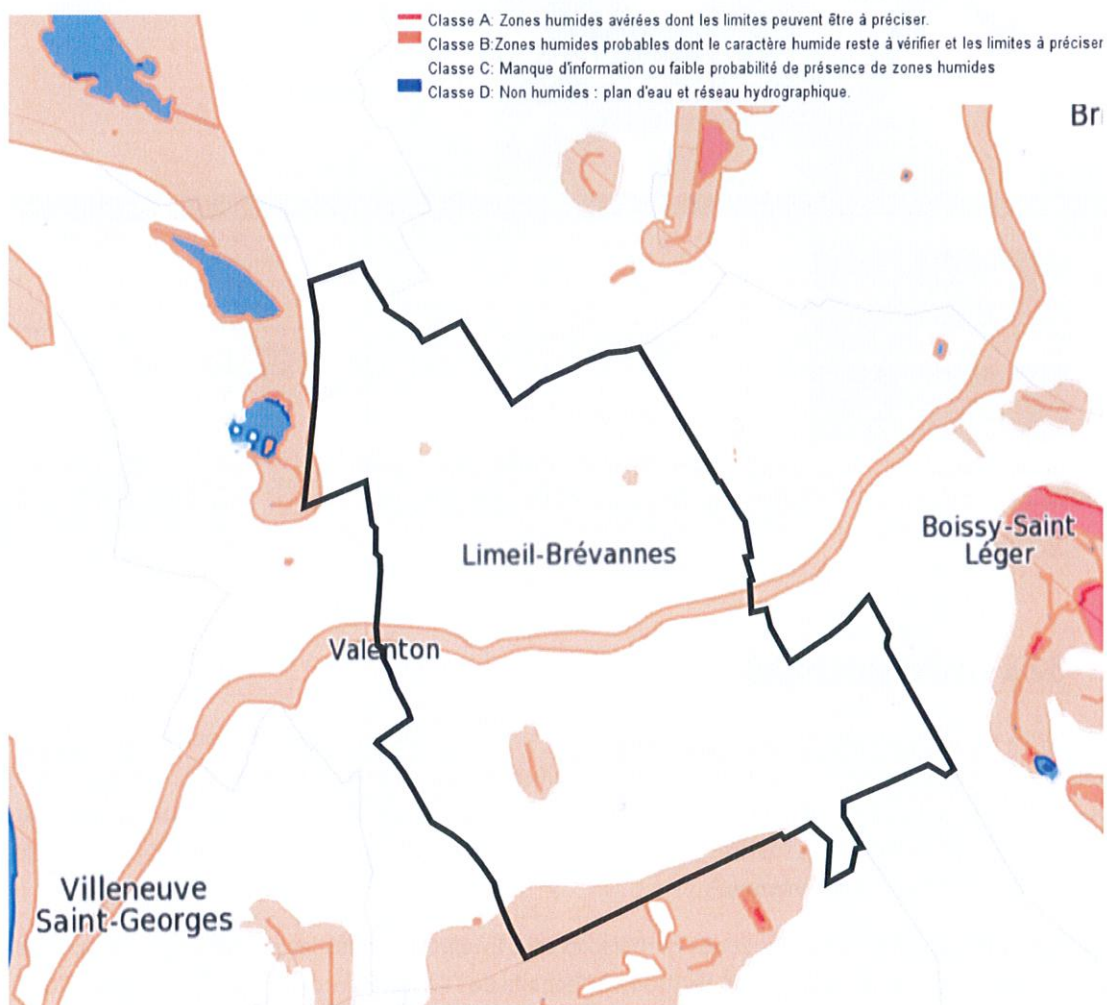 Classe A: Zones humides avérées dont les limites peuvent être à préciser.
Classe B:Zones humides probables dont le caractère humide reste à vérifier et les limites à préciser
Classe C: Manque d'information ou faible probabilité de présence de zones humides
Classe D: Non humides : plan d'eau et réseau hydrographique.
Br
Boissy-Saint
Léger
Limeil-Brévannes
Valenton
Villeneuve
Saint-Georges